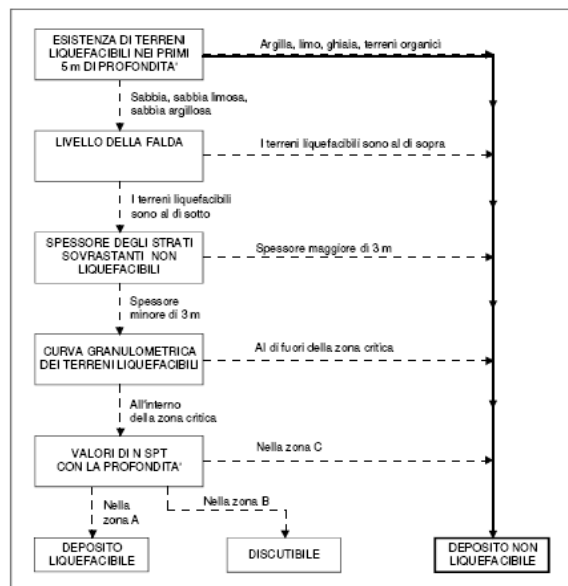 ESISTENZA DI TERRENI
LIQUEFACIBILI NEI PRIMI
5 m DI PROFONDITA'
Argilla, limo, ghiaia, terreni organici
Sabbia, sabbia limosa,
sabbia argillosa
LIVELLO DELLA FALDA
I terreni liquefacibili sono al di sopra
I terreni liquefacibili
sono al di sotto
SPESSORE DEGLI STRATI
SOVRASTANTI NON
LIQUEFACIBILI
Spessore maggiore di 3 m
Spessore
minore di 3 m
CURVA GRANULOMETRICA
DEI TERRENI LIQUEFACIBILI
Al di fuori della zona critica
All'interno
della zona critica
VALORI DI N SPT
CON LA PROFONDITA'
Nella zona C
Nella
zona A
Nella zona B
DEPOSITO
LIQUEFACIBILE
DISCUTIBILE
DEPOSITO NON
LIQUEFACIBILE